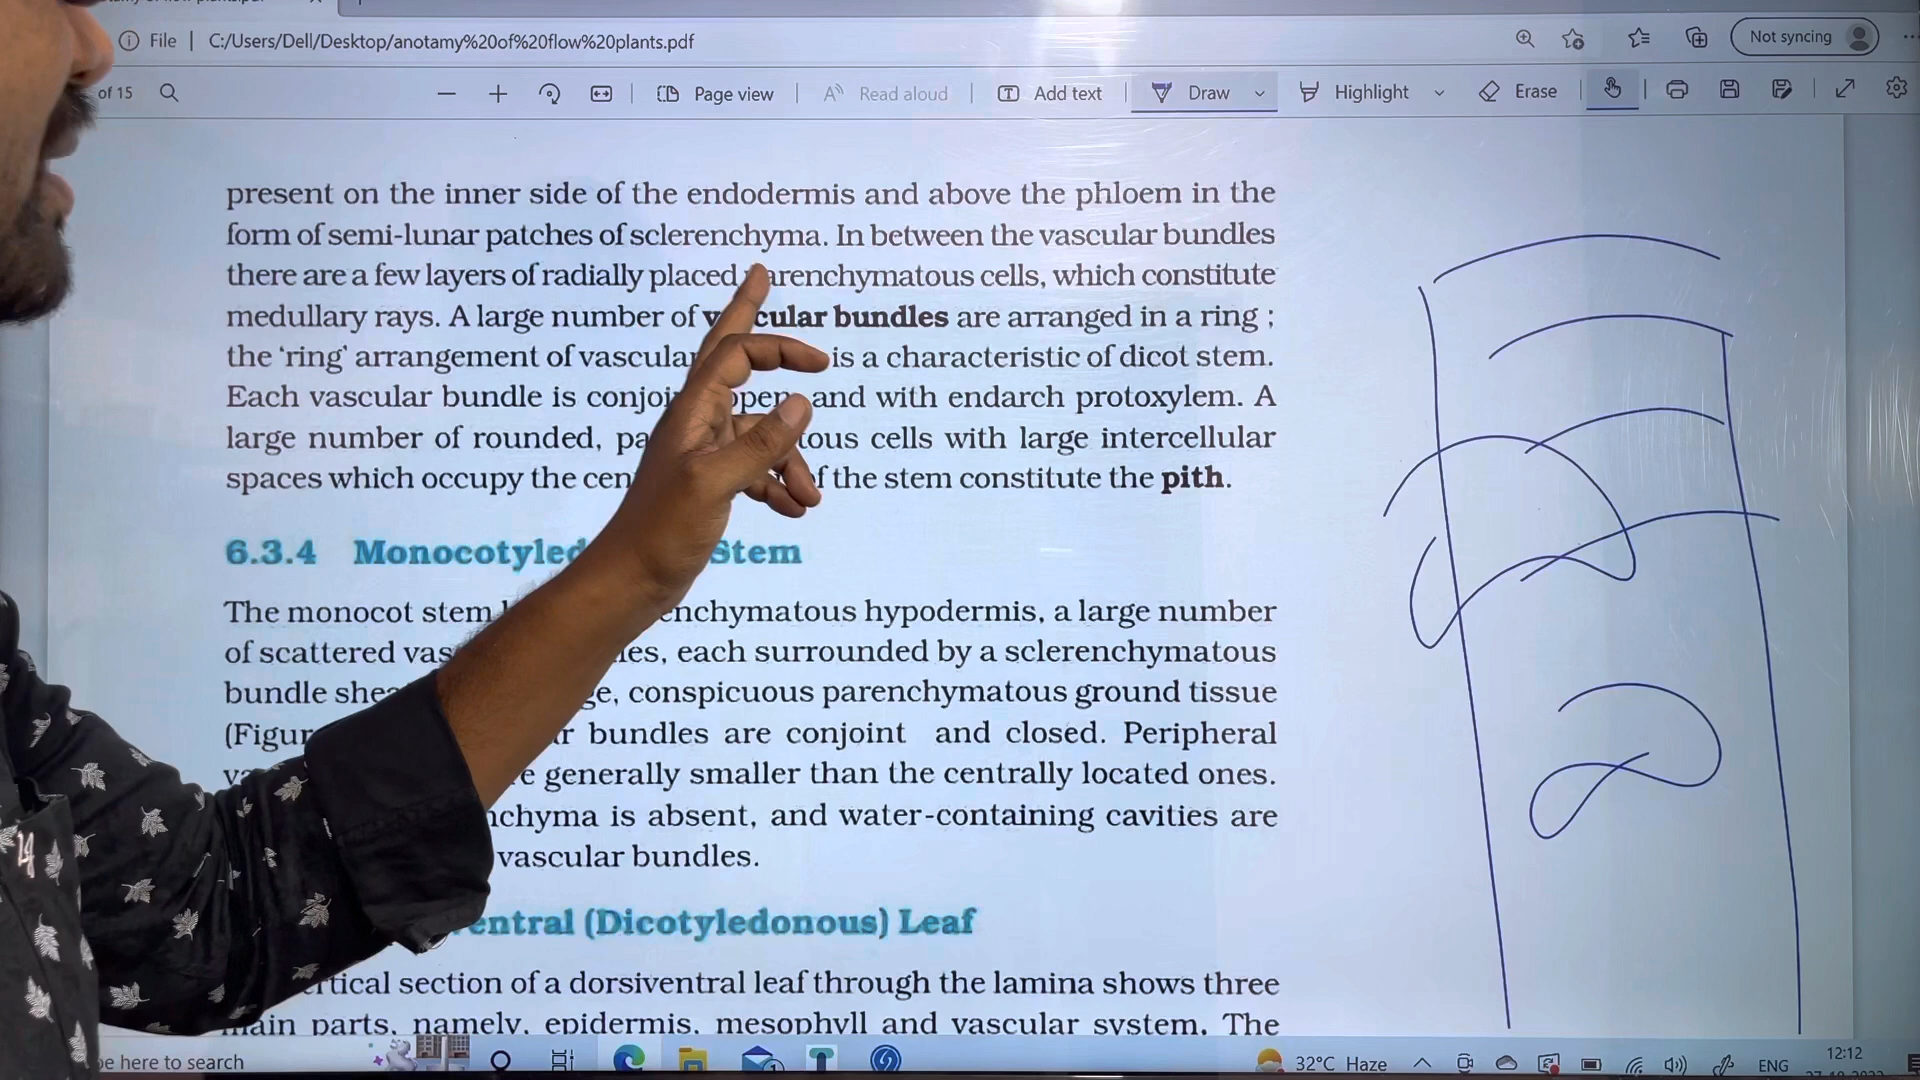 File | C:/Users/Dell/Desktop/anotamy%20of%20flow%20plants.pdf
Not syncing
of 15
Page view
Read aloud
Add text
Draw
Highlight
Erase
present on the inner side of the endodermis and above the phloem in the
form of semi-lunar patches of sclerenchyma. In between the vascular bundles
there are a few layers of radially placed arenchymatous cells, which constitute
medullary rays. A large number of v cular bundles are arranged in a ring ;
the ‘ring’ arrangement of vascular is a characteristic of dicot stem.
Each vascular bundle is conjoi open, and with endarch protoxylem. A
large number of rounded, pa tous cells with large intercellular
spaces which occupy the cen of the stem constitute the pith.
6.3.4 Monocotyled Stem
The monocot stem enchymatous hypodermis, a large number
of scattered vas les, each surrounded by a sclerenchymatous
bundle she ge, conspicuous parenchymatous ground tissue
(Figur r bundles are conjoint and closed. Peripheral
va e generally smaller than the centrally located ones.
nchyma is absent, and water-containing cavities are
vascular bundles.
entral (Dicotyledonous) Leaf
rtical section of a dorsiventral leaf through the lamina shows three
main parts, namely, epidermis, mesophyll and vascular system. The
pe here to search
32°C Haze
ENG
12:12